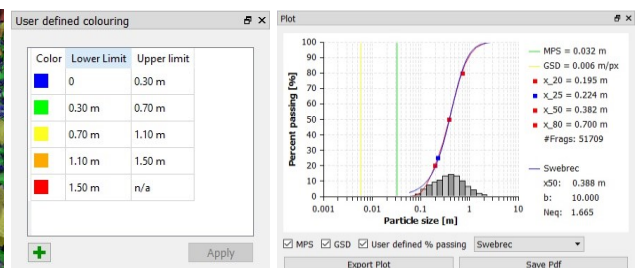 User defined colouring
Color Lower Limit Upper limit
0 0.30 m
0.30 m 0.70 m
0.70 m 1.10 m
1.10 m 1.50 m
1.50 m n/a
Apply
Plot
100
90
80
70
60
50
40
30
20
10
0
Percent passing [%]
0.001 0.01 0.1 1 10
Particle size [m]
MPS = 0.032 m
GSD = 0.006 m/px
x_20 = 0.195 m
x_25 = 0.224 m
x_50 = 0.382 m
x_80 = 0.700 m
#Frags: 51709
Swebrec
x50: 0.388 m
b: 10.000
Neq: 1.665
MPS GSD User defined % passing Swebrec
Export Plot Save Pdf